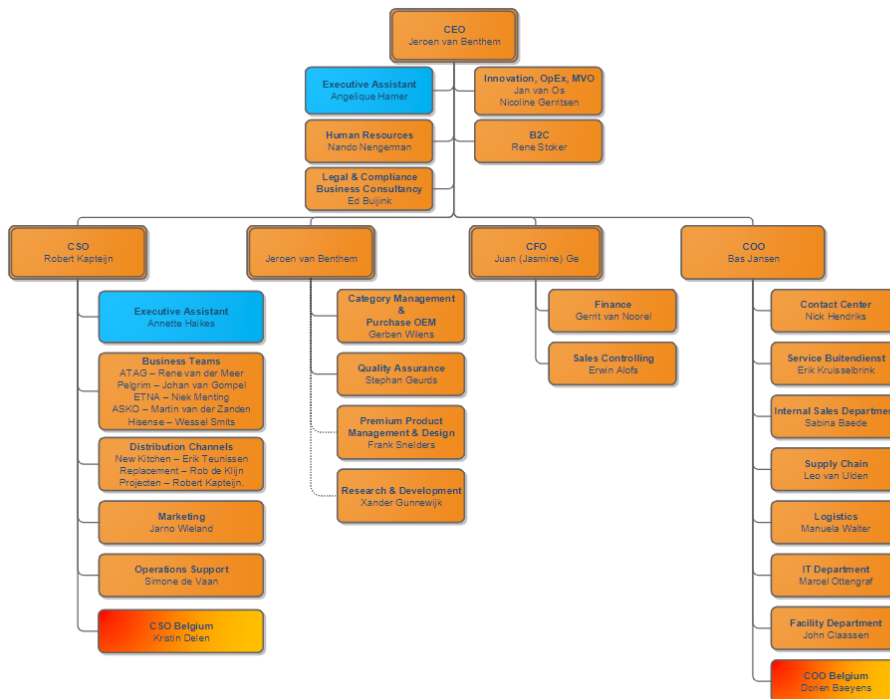 CEO
Jeroen van Benthem
Executive Assistant
Angelique Hamer
Innovation, OpEx, MVO
Jan van Os
Nicoline Gerritsen
Human Resources
Nando Nengerman
B2C
Rene Stoker
Legal & Compliance
Business Consultancy
Ed Buijink
CSO
Robert Kapteijn
Jeroen van Benthem
CFO
Juan (Jasmine) Ge
COO
Bas Jansen
Executive Assistant
Annette Haikes
Business Teams
ATAG – Rene van der Meer
Pelgrim – Johan van Gompel
ETNA – Niek Menting
ASKO – Martin van der Zanden
Hisense – Wessel Smits
Distribution Channels
New Kitchen – Erik Teunissen
Replacement – Rob de Klijn
Projecten – Robert Kapteijn.
Marketing
Jarno Wieland
Operations Support
Simone de Vaan
CSO Belgium
Kristin Delen
Category Management
&
Purchase OEM
Gerben Wilens
Quality Assurance
Stephan Geurds
Premium Product
Management & Design
Frank Snelders
Research & Development
Xander Gunnewijk
Finance
Gerrit van Noorel
Sales Controlling
Erwin Alofs
Contact Center
Nick Hendriks
Service Buitendienst
Erik Kruisselbrink
Internal Sales Department
Sabina Baede
Supply Chain
Leo van Ulden
Logistics
Manuela Walter
IT Department
Marcel Ottengraf
Facility Department
John Claassen
COO Belgium
Dorien Baeyens